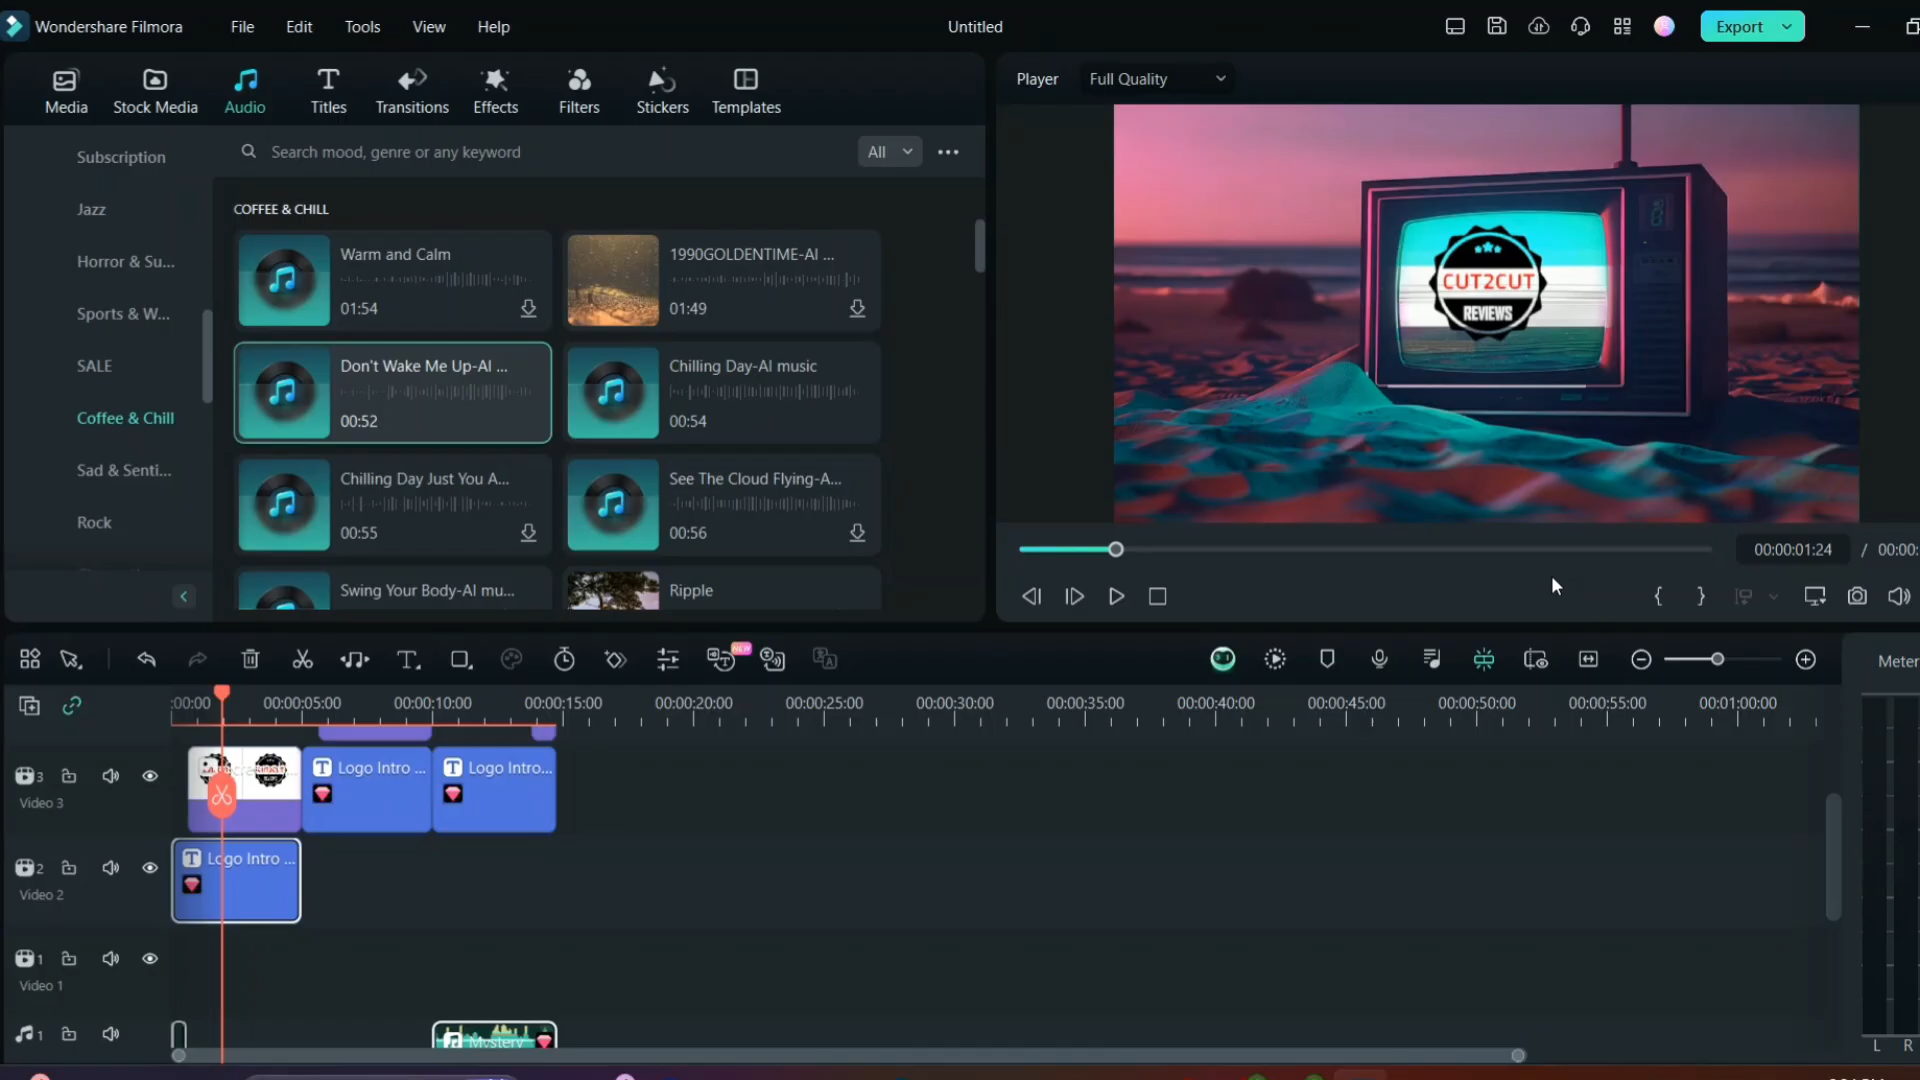 Wondershare Filmora File Edit Tools View Help Untitled Export
Media Stock Media Audio Titles Transitions Effects Filters Stickers Templates
Player Full Quality
Subscription
Jazz
Horror & Su...
Sports & W...
SALE
Coffee & Chill
Sad & Senti...
Rock
Search mood, genre or any keyword All
COFFEE & CHILL
Warm and Calm
01:54
1990GOLDENTIME-AI ...
01:49
Don't Wake Me Up-AI ...
00:52
Chilling Day-AI music
00:54
Chilling Day Just You A...
00:55
See The Cloud Flying-A...
00:56
Swing Your Body-AI mu...
Ripple
CUT2CUT
REVIEWS
00:00:01:24 / 00:00:
NEW
Meter
:00:00 00:00:05:00 00:00:10:00 00:00:15:00 00:00:20:00 00:00:25:00 00:00:30:00 00:00:35:00 00:00:40:00 00:00:45:00 00:00:50:00 00:00:55:00 00:01:00:00
3
Video 3
Logo Intro ...
Logo Intro...
2
Video 2
Logo Intro ...
1
Video 1
1
Mystery
L R